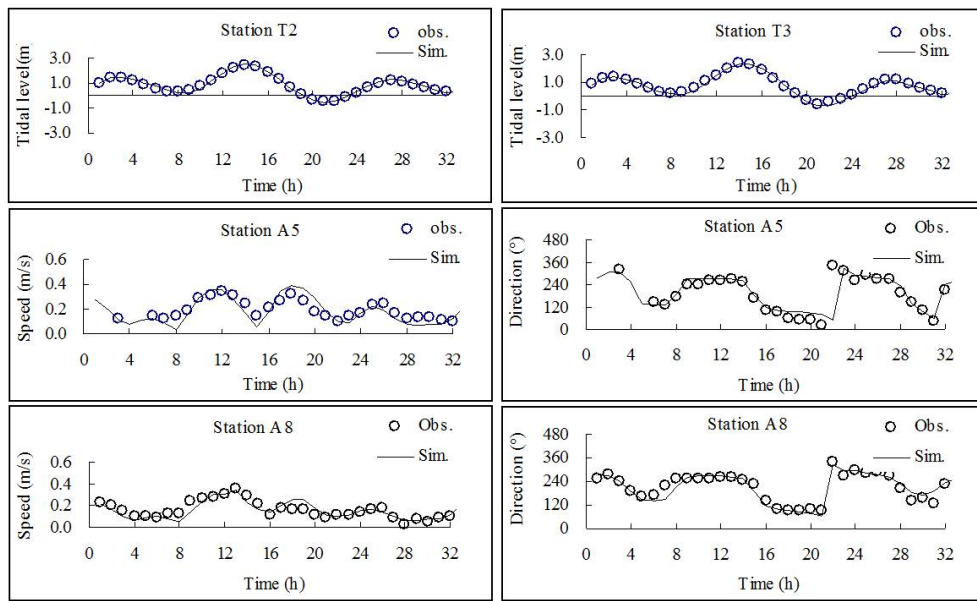 Station T2
obs.
Sim.
Tidal level(m
3.0
1.0
-1.0
-3.0
0 4 8 12 16 20 24 28 32
Time (h)
Station T3
obs.
Sim.
Tidal level(m
3.0
1.0
-1.0
-3.0
0 4 8 12 16 20 24 28 32
Time (h)
Station A5
obs.
Sim.
Speed (m/s)
0.6
0.4
0.2
0.0
0 4 8 12 16 20 24 28 32
Time (h)
Station A5
Obs.
Sim.
Direction (°)
480
360
240
120
0
0 4 8 12 16 20 24 28 32
Time (h)
Station A8
Obs.
Sim.
Speed (m/s)
0.6
0.4
0.2
0.0
0 4 8 12 16 20 24 28 32
Time (h)
Station A8
Obs.
Sim.
Direction (°)
480
360
240
120
0
0 4 8 12 16 20 24 28 32
Time (h)